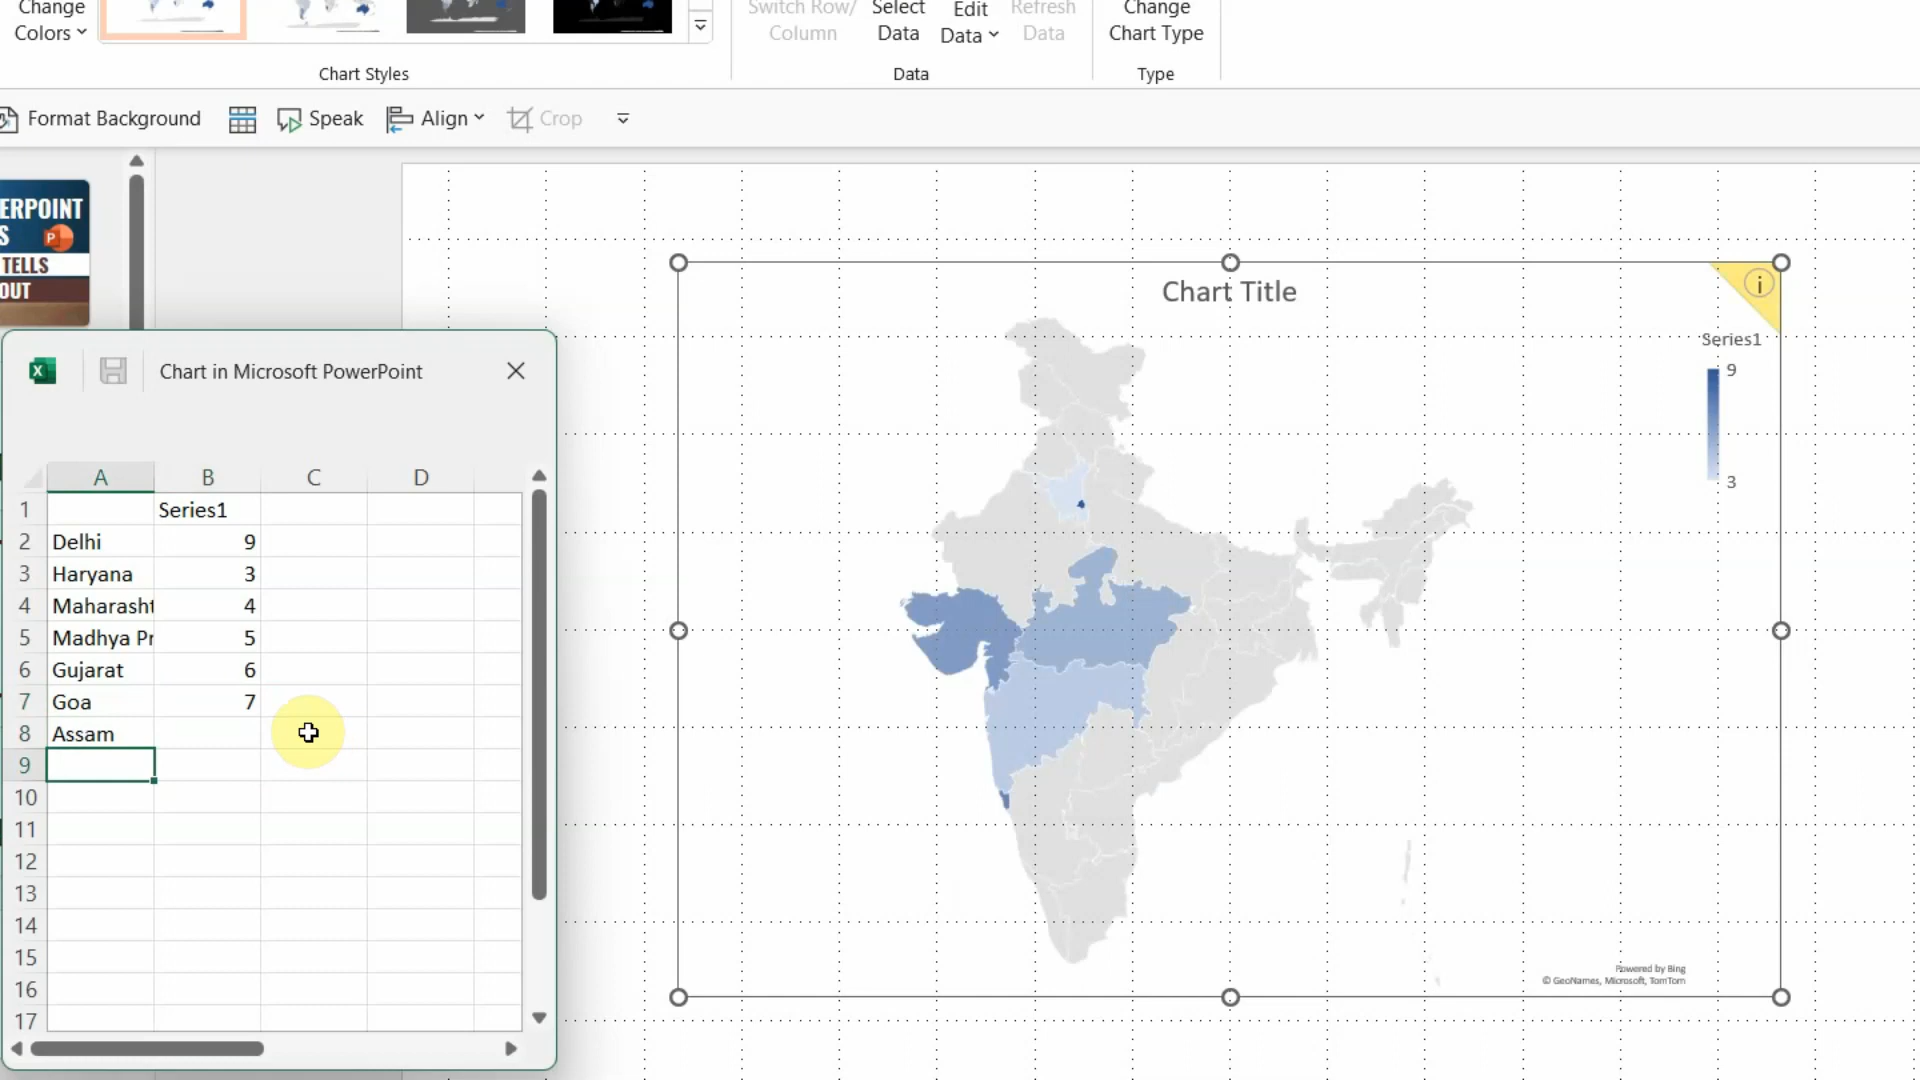 Change
Colors
Chart Styles
Switch Row/
Column
Select
Data
Edit
Data
Refresh
Data
Data
Change
Chart Type
Type
Format Background
Speak
Align
Crop
ERPOINT
S
P
TELLS
OUT
X
Chart in Microsoft PowerPoint
A B C D
1 Series1
2 Delhi 9
3 Haryana 3
4 Maharasht 4
5 Madhya Pr 5
6 Gujarat 6
7 Goa 7
8 Assam
9
10
11
12
13
14
15
16
17
Chart Title
i
Series1
9
3
Powered by Bing
© GeoNames, Microsoft, TomTom